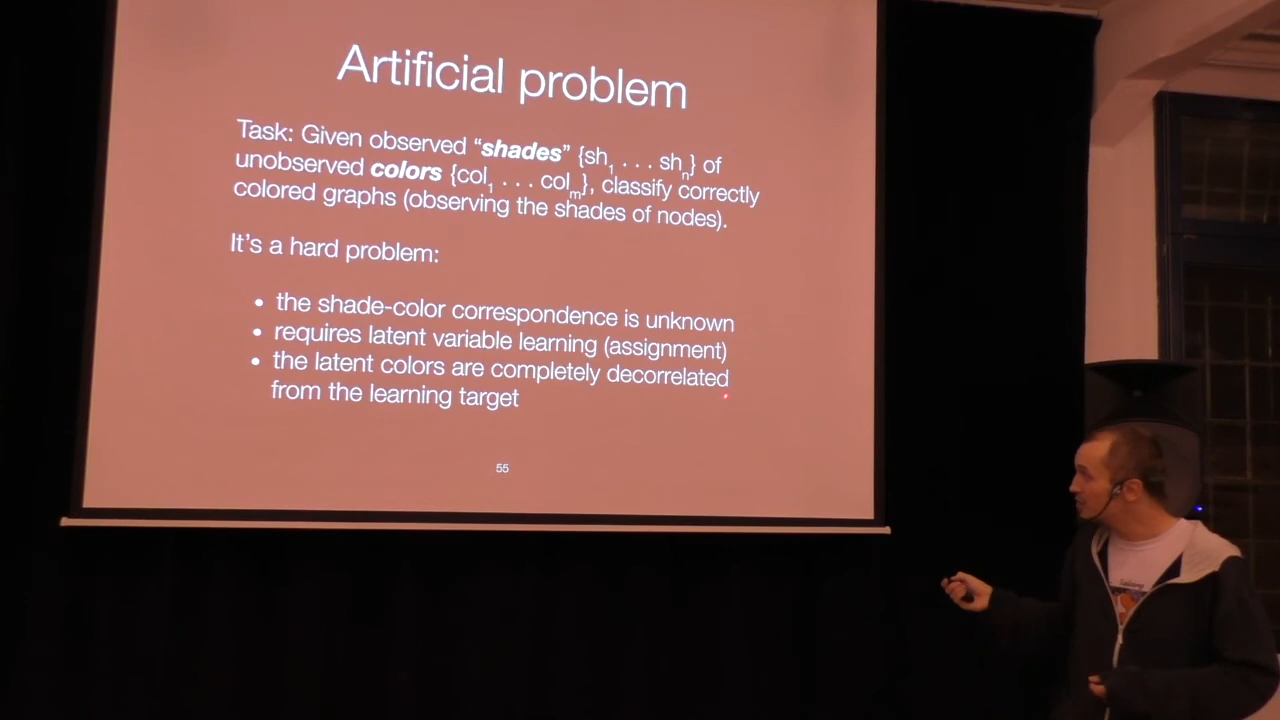 Artificial problem
Task: Given observed “shades” {sh₁ . . . shₙ} of
unobserved colors {col₁ . . . colₘ}, classify correctly
colored graphs (observing the shades of nodes).
It’s a hard problem:
• the shade-color correspondence is unknown
• requires latent variable learning (assignment)
• the latent colors are completely decorrelated
from the learning target
55